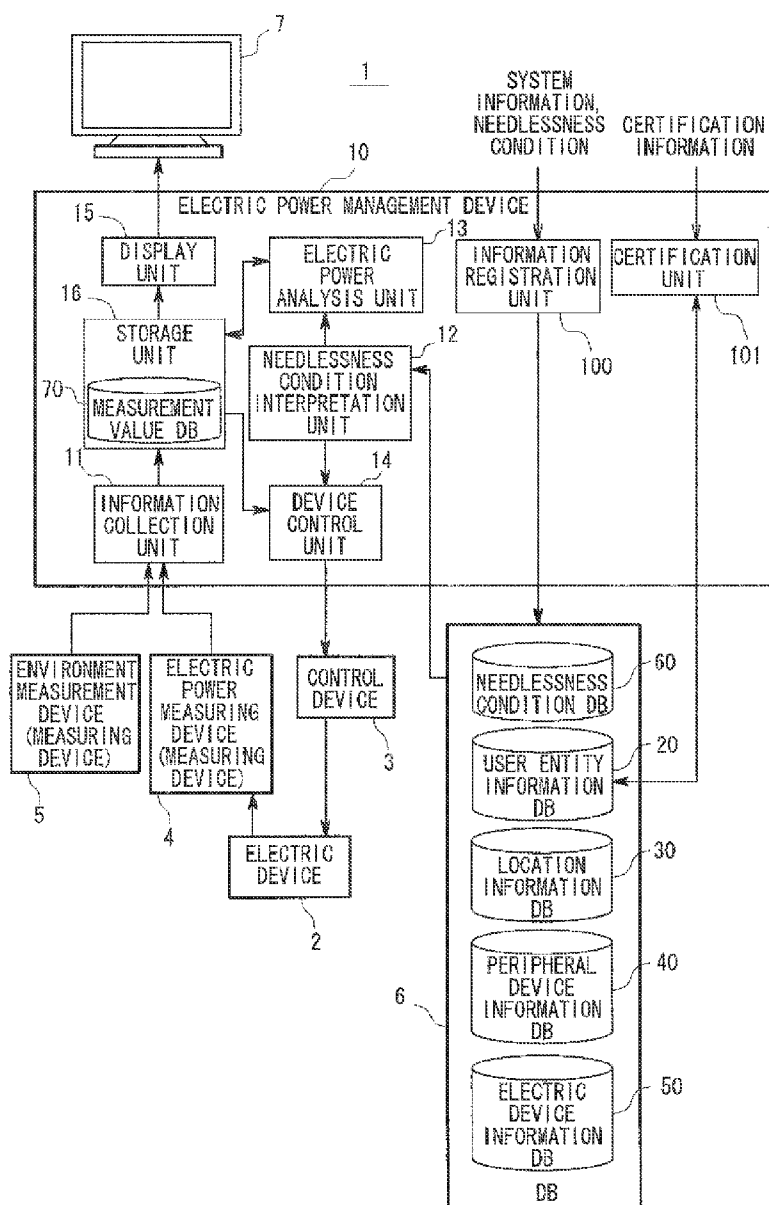 7
1
SYSTEM
INFORMATION,
NEEDLESSNESS
CONDITION
CERTIFICATION
INFORMATION
10
ELECTRIC POWER MANAGEMENT DEVICE
15
DISPLAY
UNIT
13
ELECTRIC
POWER
ANALYSIS UNIT
INFORMATION
REGISTRATION
UNIT
100
CERTIFICATION
UNIT
101
16
STORAGE
UNIT
70
MEASUREMENT
VALUE DB
12
NEEDLESSNESS
CONDITION
INTERPRETATION
UNIT
11
INFORMATION
COLLECTION
UNIT
14
DEVICE
CONTROL
UNIT
ENVIRONMENT
MEASUREMENT
DEVICE
(MEASURING
DEVICE)
5
ELECTRIC
POWER
MEASURING
DEVICE
(MEASURING
DEVICE)
4
CONTROL
DEVICE
3
ELECTRIC
DEVICE
2
60
NEEDLESSNESS
CONDITION DB
20
USER ENTITY
INFORMATION
DB
30
LOCATION
INFORMATION
DB
40
PERIPHERAL
DEVICE
INFORMATION
DB
6
50
ELECTRIC
DEVICE
INFORMATION
DB
DB